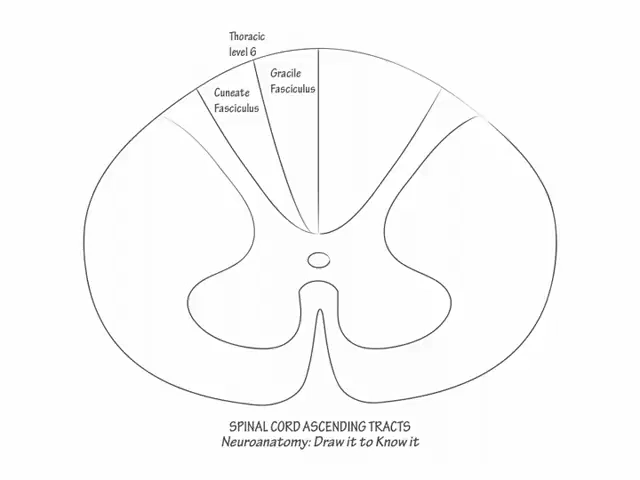 Thoracic
level 6
Gracile
Fasciculus
Cuneate
Fasciculus
SPINAL CORD ASCENDING TRACTS
Neuroanatomy: Draw it to Know it